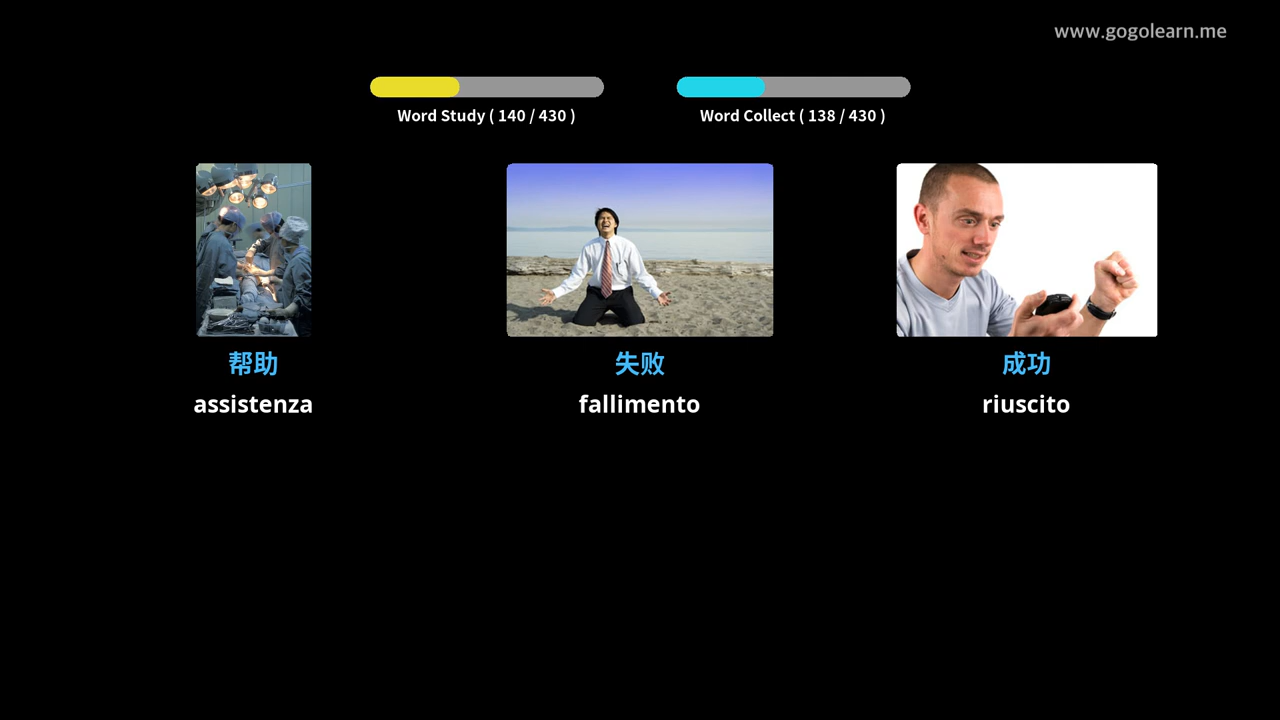 www.gogolearn.me
Word Study ( 140 / 430 )
Word Collect ( 138 / 430 )
帮助
失败
成功
assistenza
fallimento
riuscito